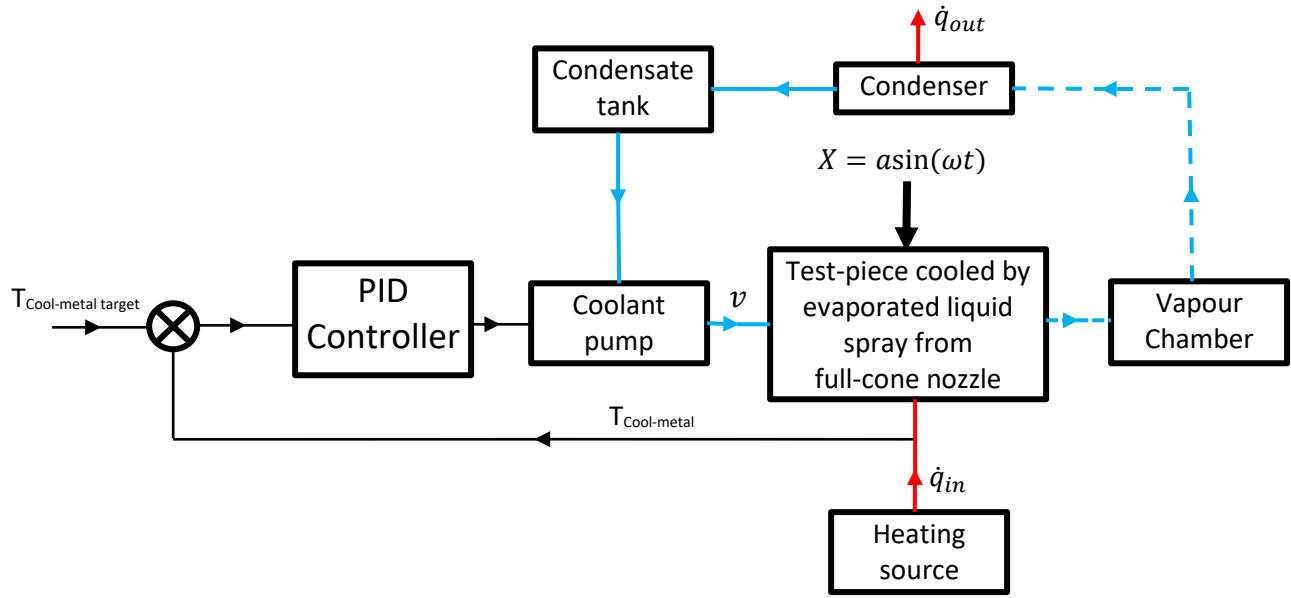 q̇out
Condensate
tank
Condenser
X = asin(ωt)
TCool-metal target
PID
Controller
Coolant
pump
v
Test-piece cooled by
evaporated liquid
spray from
full-cone nozzle
Vapour
Chamber
TCool-metal
q̇in
Heating
source